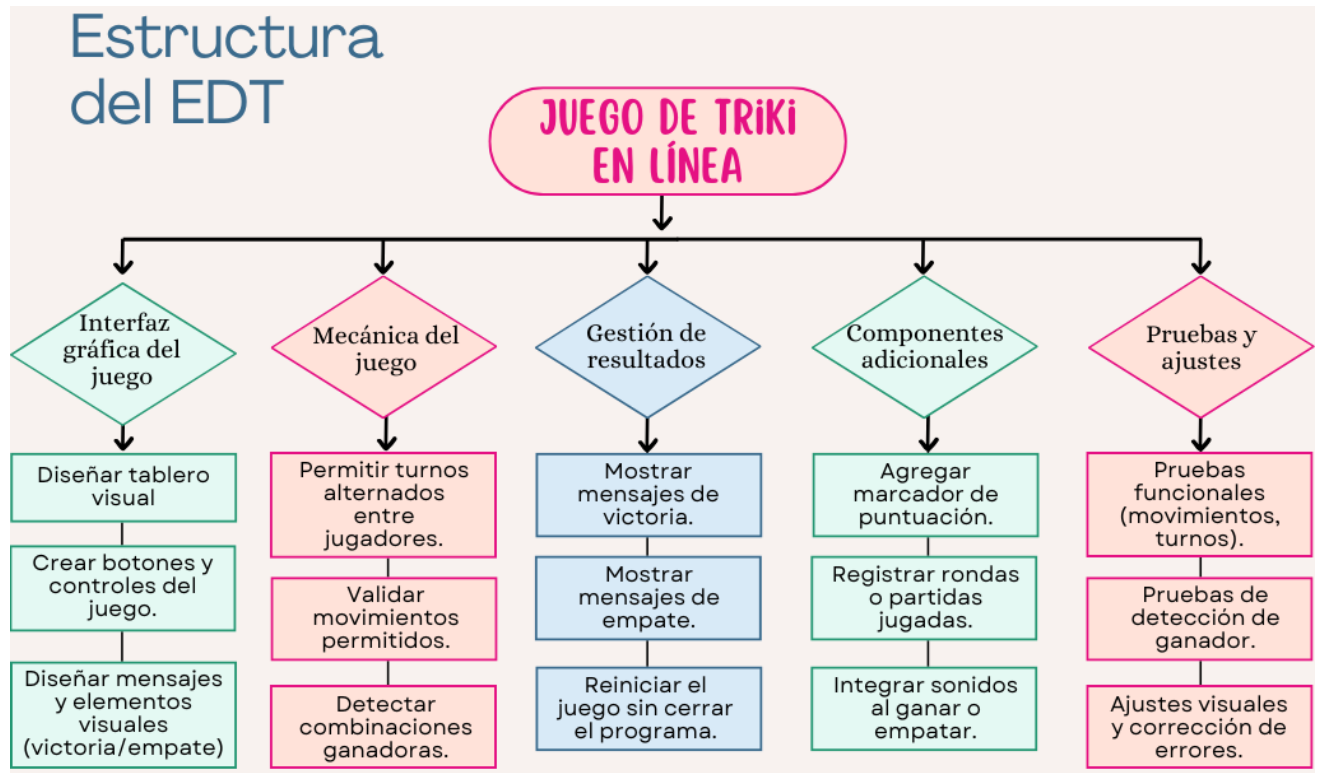 Estructura
del EDT
JUEGO DE TRIKI
EN LÍNEA
Interfaz
gráfica del
juego
Mecánica del
juego
Gestión de
resultados
Componentes
adicionales
Pruebas y
ajustes
Diseñar tablero
visual
Crear botones y
controles del
juego.
Diseñar mensajes
y elementos
visuales
(victoria/empate)
Permitir turnos
alternados
entre
jugadores.
Validar
movimientos
permitidos.
Detectar
combinaciones
ganadoras.
Mostrar
mensajes de
victoria.
Mostrar
mensajes de
empate.
Reiniciar el
juego sin cerrar
el programa.
Agregar
marcador de
puntuación.
Registrar rondas
o partidas
jugadas.
Integrar sonidos
al ganar o
empatar.
Pruebas
funcionales
(movimientos,
turnos).
Pruebas de
detección de
ganador.
Ajustes visuales
y corrección de
errores.